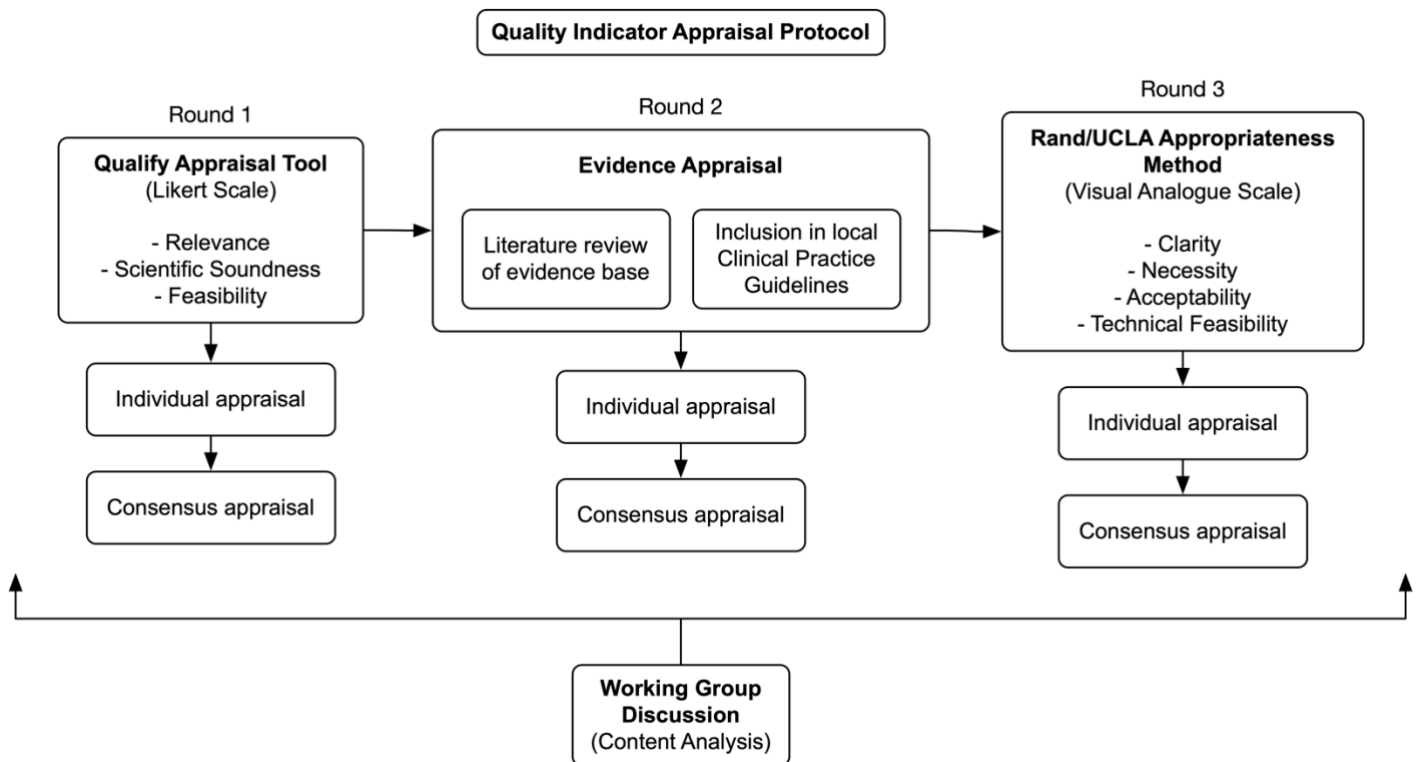 Quality Indicator Appraisal Protocol
Round 1
Qualify Appraisal Tool
(Likert Scale)
- Relevance
- Scientific Soundness
- Feasibility
Individual appraisal
Consensus appraisal
Round 2
Evidence Appraisal
Literature review
of evidence base
Inclusion in local
Clinical Practice
Guidelines
Individual appraisal
Consensus appraisal
Round 3
Rand/UCLA Appropriateness
Method
(Visual Analogue Scale)
- Clarity
- Necessity
- Acceptability
- Technical Feasibility
Individual appraisal
Consensus appraisal
Working Group
Discussion
(Content Analysis)